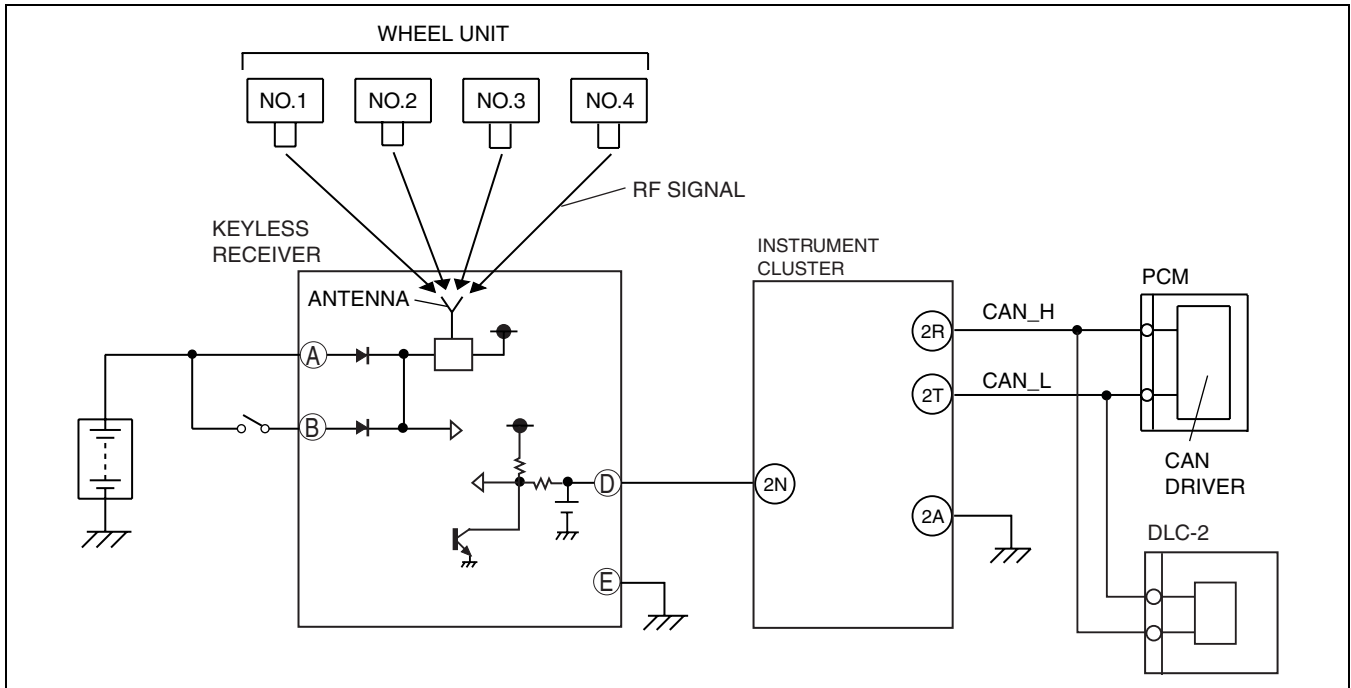 WHEEL UNIT
NO.1
NO.2
NO.3
NO.4
RF SIGNAL
KEYLESS
RECEIVER
ANTENNA
INSTRUMENT
CLUSTER
PCM
A
2R
CAN_H
2T
CAN_L
B
CAN
DRIVER
D
2N
2A
DLC-2
E